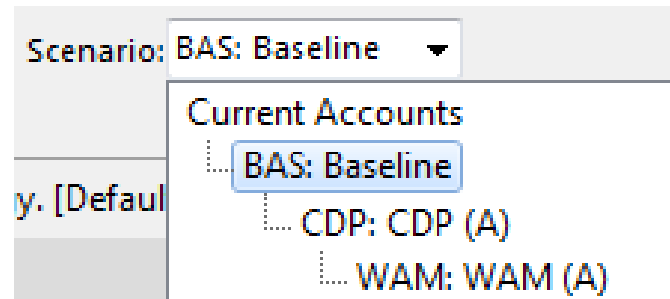 Scenario: BAS: Baseline
Current Accounts
BAS: Baseline
y. [Defaul
CDP: CDP (A)
WAM: WAM (A)